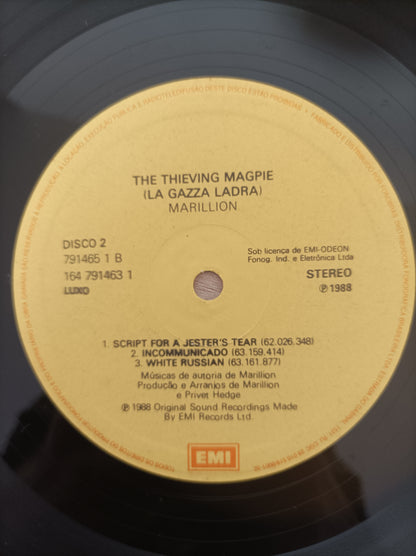 THE THIEVING MAGPIE
(LA GAZZA LADRA)
MARILLION
DISCO 2
791465 1 B
164 791463 1
LUXO
Sob licença de EMI-ODEON
Fonog. Ind. e Eletrônica Ltda
STEREO
℗ 1988
1. SCRIPT FOR A JESTER'S TEAR (62.026.348)
2. INCOMMUNICADO (63.159.414)
3. WHITE RUSSIAN (63.161.877)
Músicas de autoria de Marillion
Produção e Arranjos de Marillion
e Privet Hedge
℗ 1988 Original Sound Recordings Made
By EMI Records Ltd.
EMI